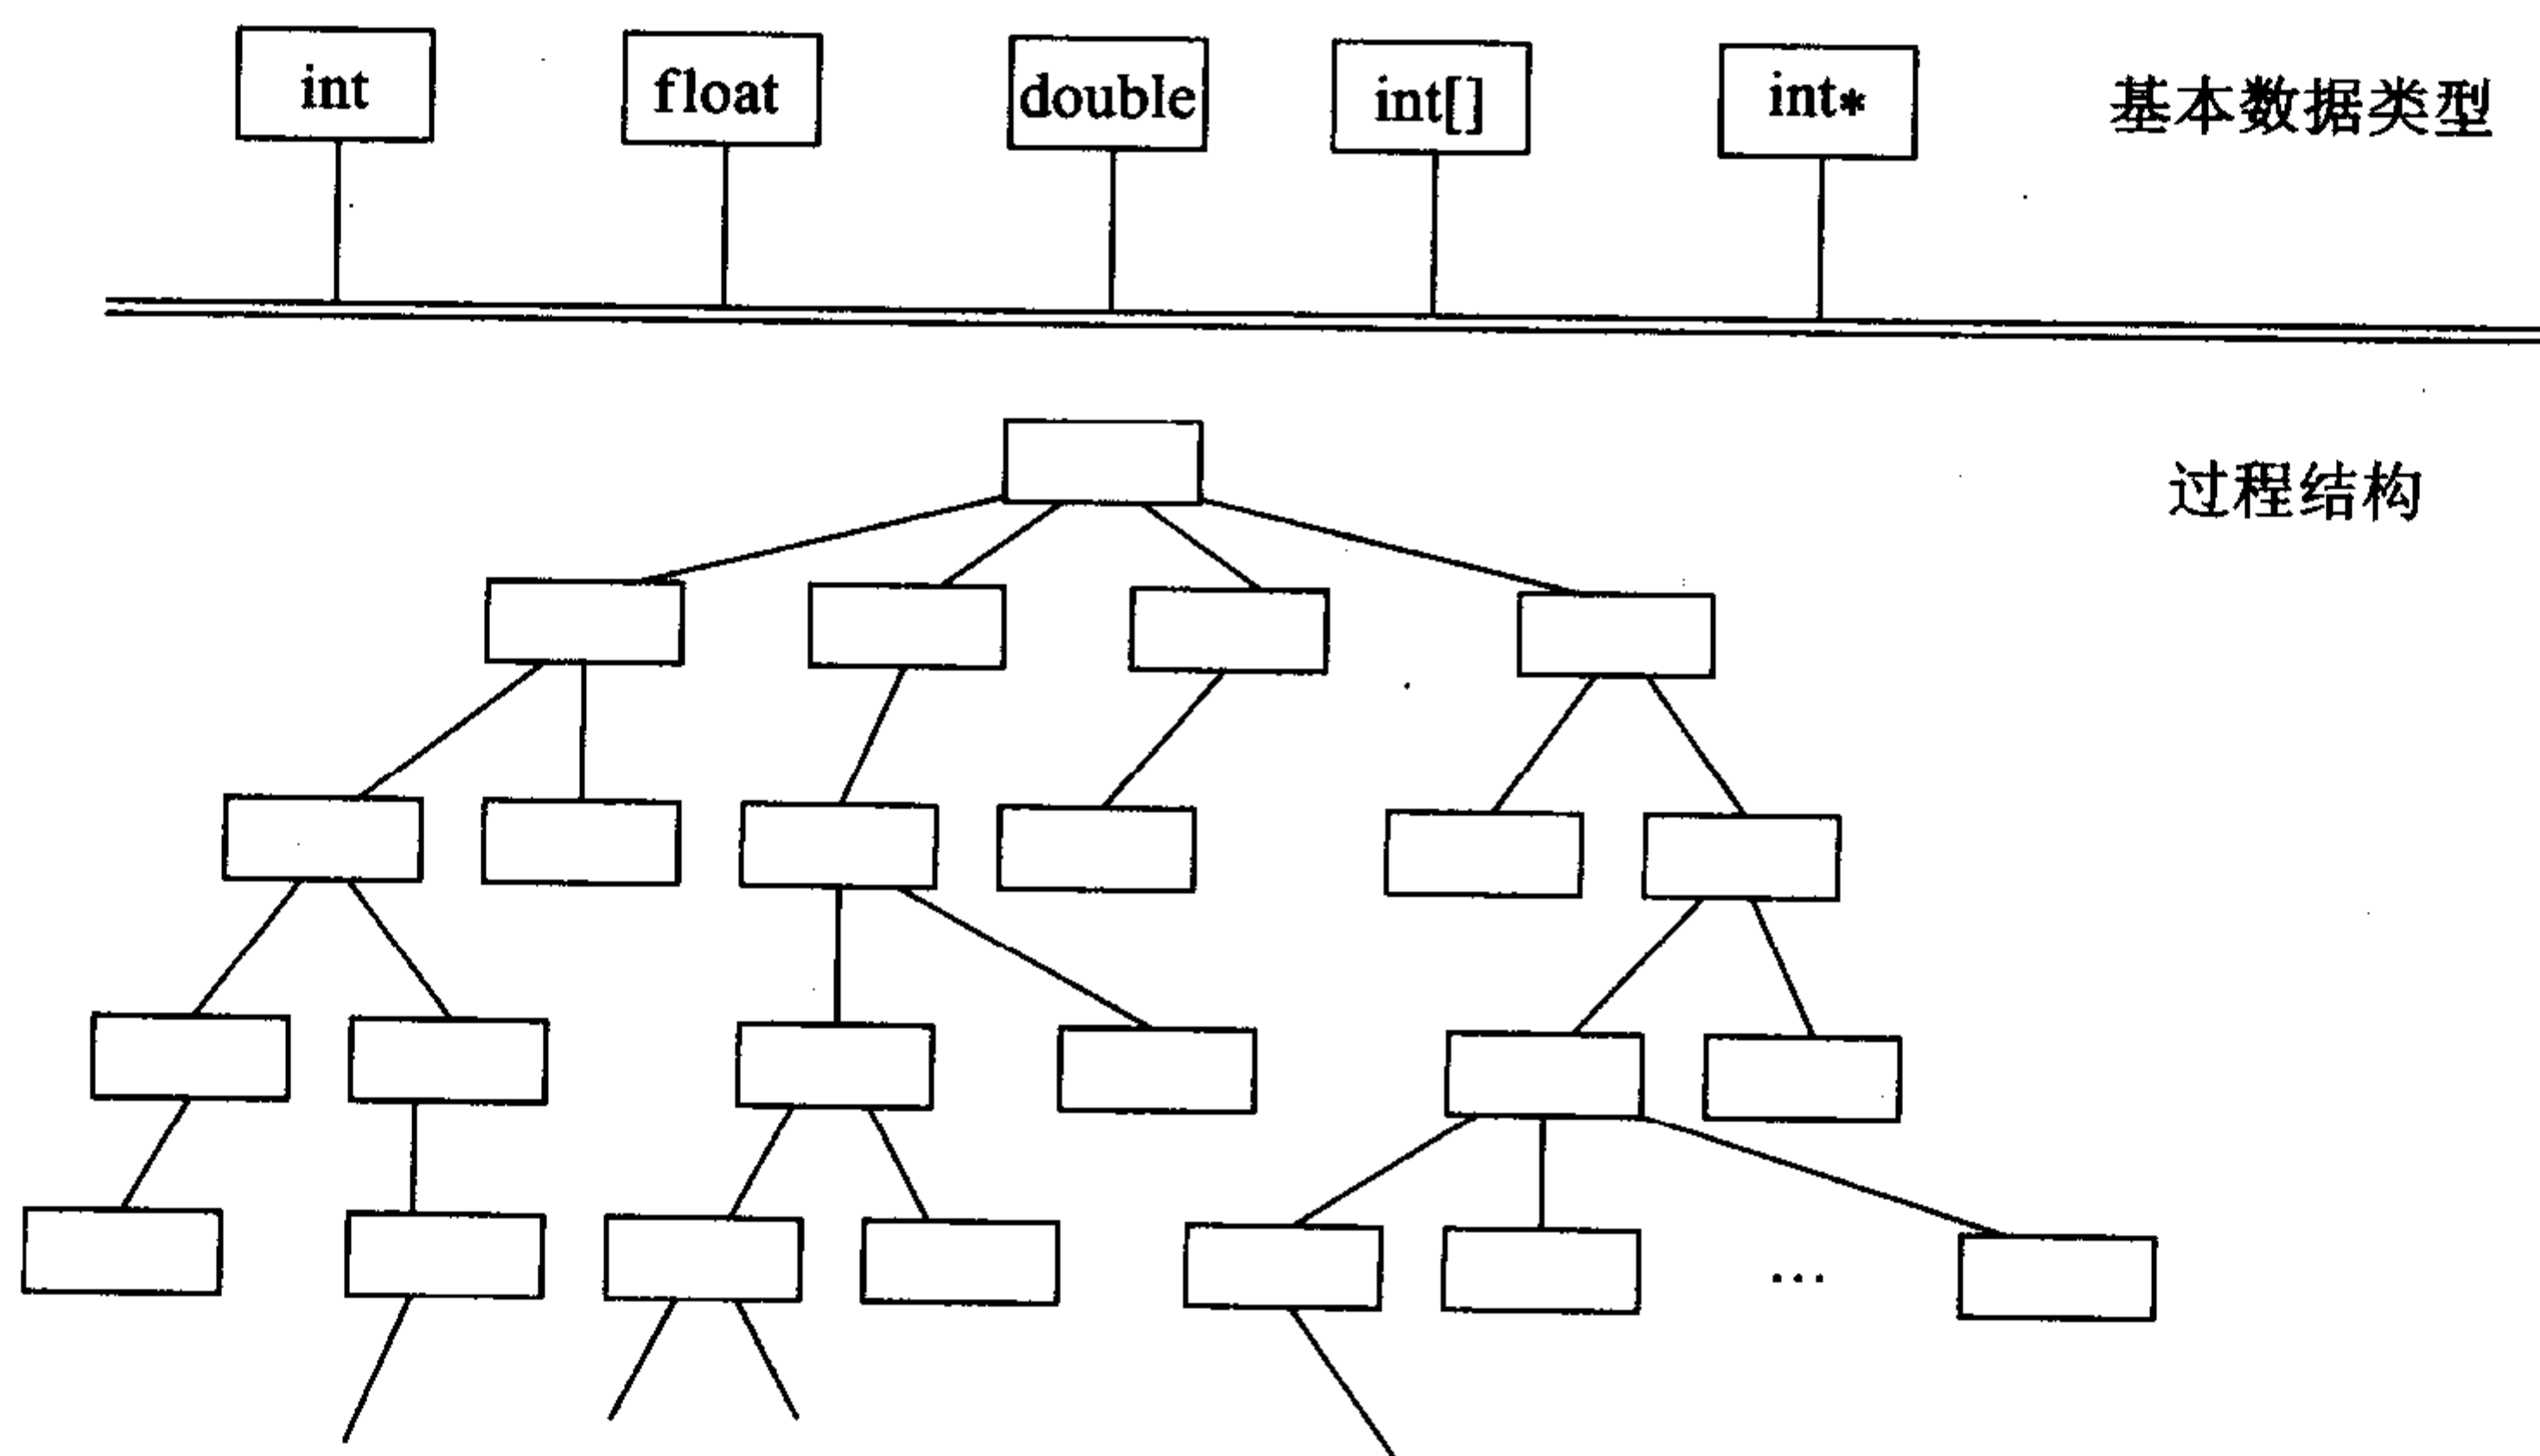 int float double int[] int* 基本数据类型
过程结构
...